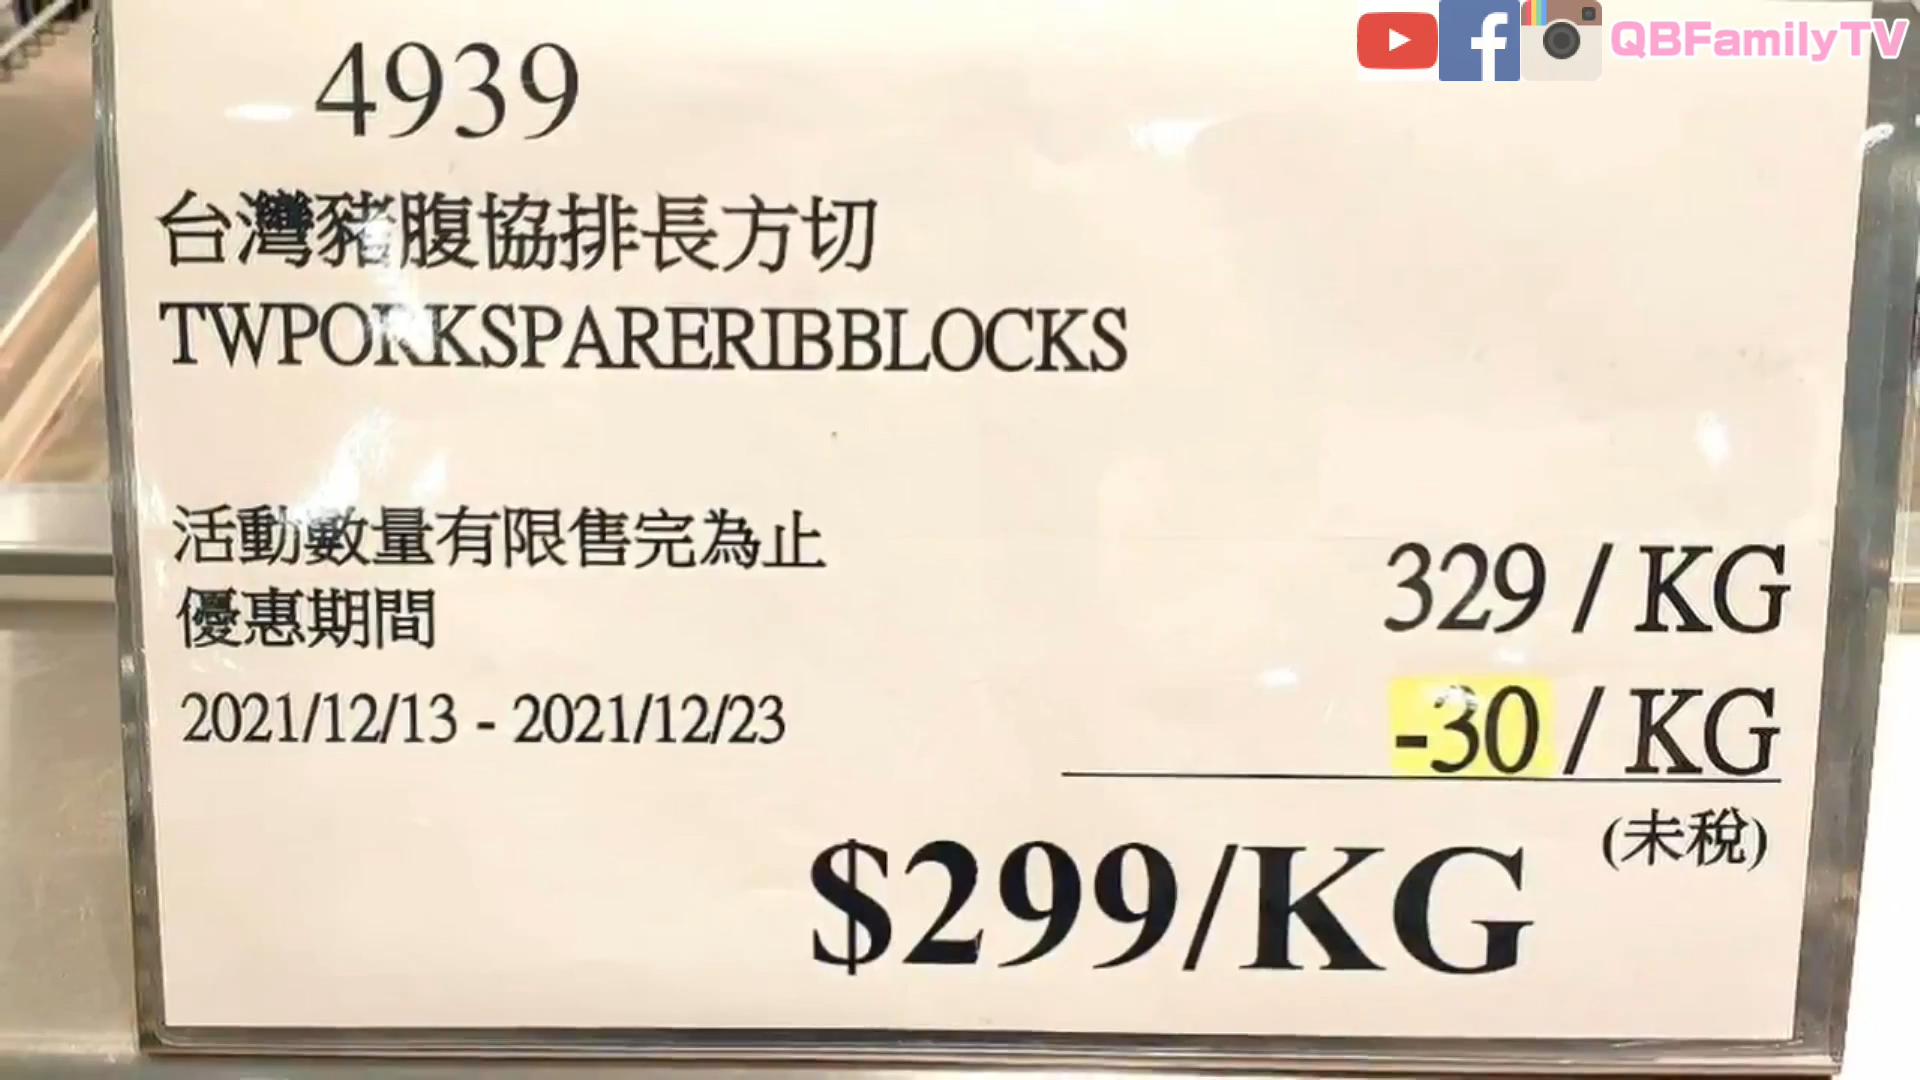 QBFamilyTV
4939
台灣豬腹協排長方切
TWPORKSPARERIBBLOCKS
活動數量有限售完為止
優惠期間
2021/12/13 - 2021/12/23
329 / KG
-30 / KG
(未稅)
$299/KG